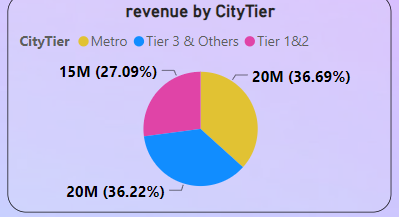 revenue by CityTier
CityTier Metro Tier 3 & Others Tier 1&2
15M (27.09%)
20M (36.69%)
20M (36.22%)